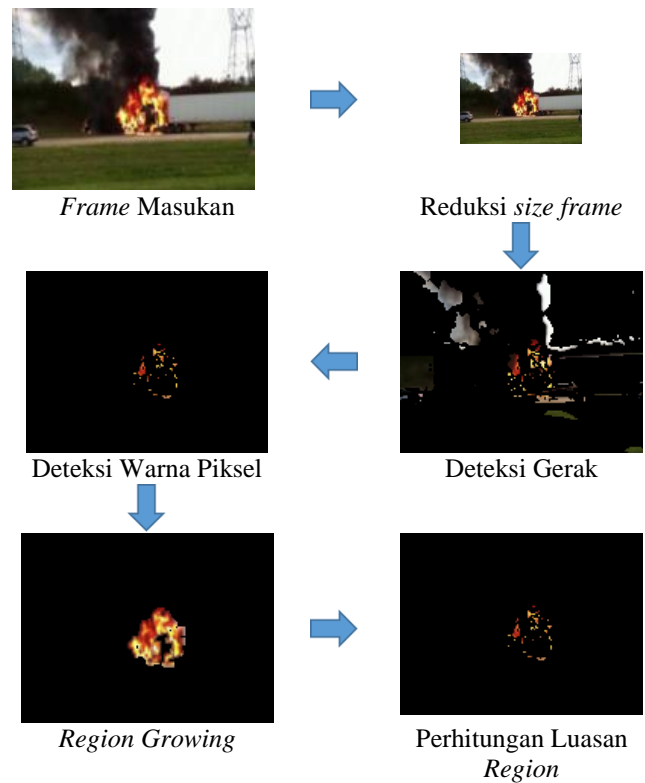 Frame Masukan
Reduksi size frame
Deteksi Warna Piksel
Deteksi Gerak
Region Growing
Perhitungan Luasan
Region